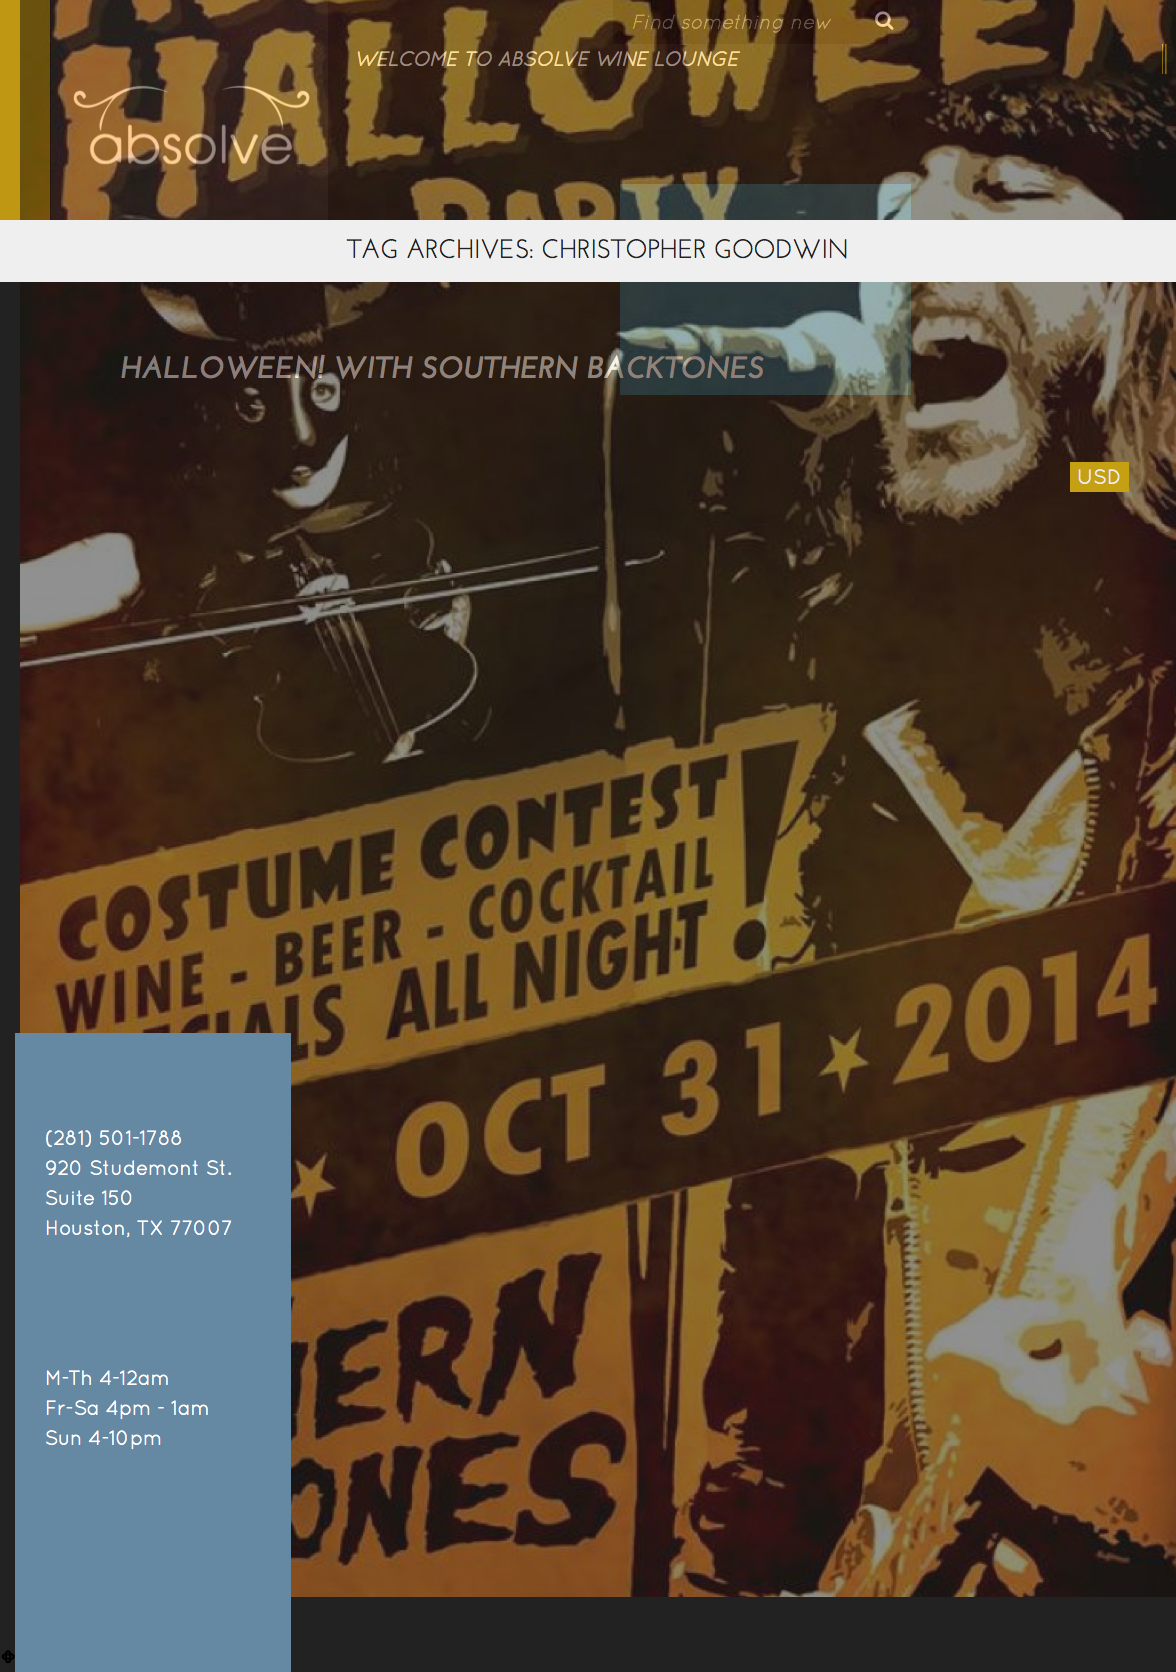 HALLOWEEN
Find something new
WELCOME TO ABSOLVE WINE LOUNGE
absolve
PARTY
TAG ARCHIVES: CHRISTOPHER GOODWIN
HALLOWEEN! WITH SOUTHERN BACKTONES
USD
COSTUME CONTEST
WINE - BEER - COCKTAIL
CIALS ALL NIGHT!
OCT 31 ★ 2014
(281) 501-1788
920 Studemont St.
Suite 150
Houston, TX 77007
HERN
ONES
M-Th 4-12am
Fr-Sa 4pm - 1am
Sun 4-10pm